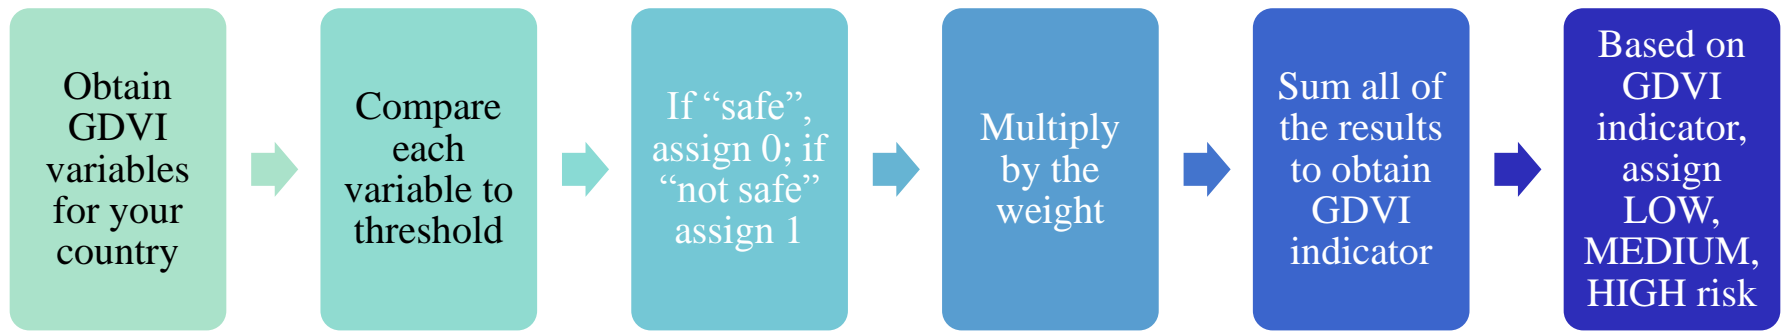 Obtain
GDVI
variables
for your
country
Compare
each
variable to
threshold
If “safe”,
assign 0; if
“not safe”
assign 1
Multiply
by the
weight
Sum all of
the results
to obtain
GDVI
indicator
Based on
GDVI
indicator,
assign
LOW,
MEDIUM,
HIGH risk